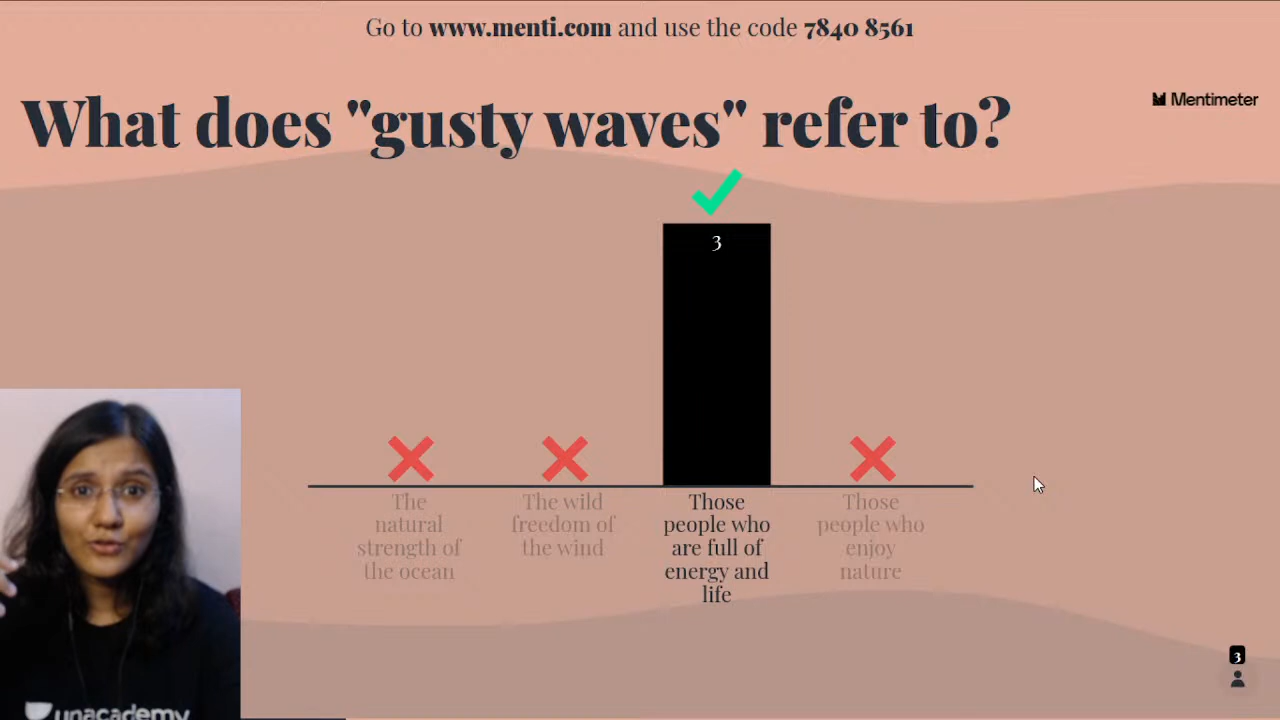 Go to www.menti.com and use the code 7840 8561
Mentimeter
What does "gusty waves" refer to?
3
The
natural
strength of
the ocean
The wild
freedom of
the wind
Those
people who
are full of
energy and
life
Those
people who
enjoy
nature
3
unacademy